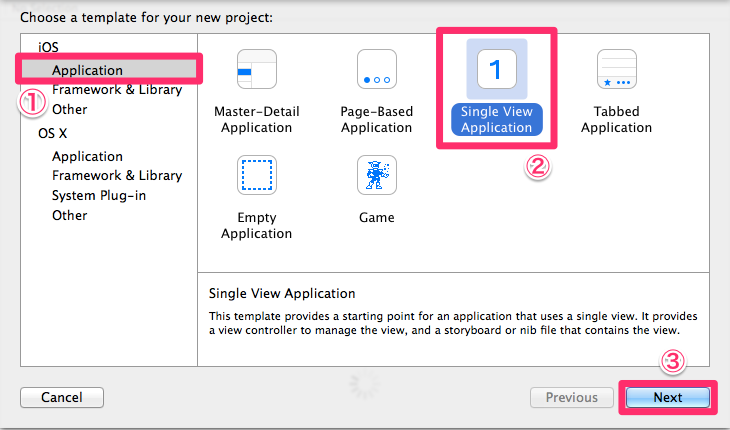 Choose a template for your new project:
iOS
Application
①
Framework & Library
Other
OS X
Application
Framework & Library
System Plug-in
Other
1
Master-Detail
Application
Page-Based
Application
Single View
Application
Tabbed
Application
②
Empty
Application
Game
Single View Application
This template provides a starting point for an application that uses a single view. It provides
a view controller to manage the view, and a storyboard or nib file that contains the view.
③
Cancel
Previous
Next